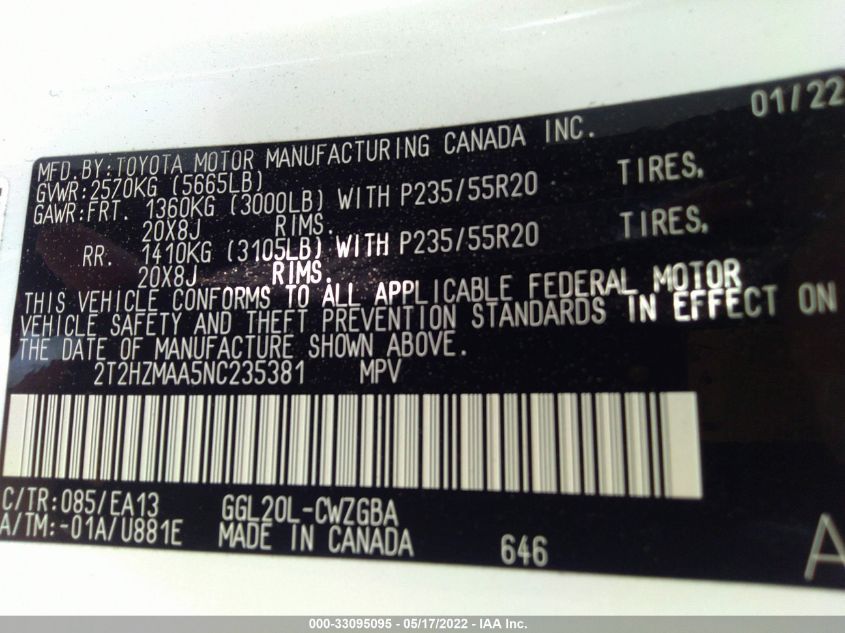 01/22
MFD.BY:TOYOTA MOTOR MANUFACTURING CANADA INC.
GVWR:2570KG (5665LB)
GAWR:FRT. 1360KG (3000LB) WITH P235/55R20 TIRES,
20X8J RIMS.
RR. 1410KG (3105LB) WITH P235/55R20 TIRES,
20X8J RIMS.
THIS VEHICLE CONFORMS TO ALL APPLICABLE FEDERAL MOTOR
VEHICLE SAFETY AND THEFT PREVENTION STANDARDS IN EFFECT ON
THE DATE OF MANUFACTURE SHOWN ABOVE.
2T2HZMAA5NC235381 MPV
C/TR:085/EA13 GGL20L-CWZGBA
A/TM:-01A/U881E MADE IN CANADA 646
A
000-33095095 - 05/17/2022 - IAA Inc.